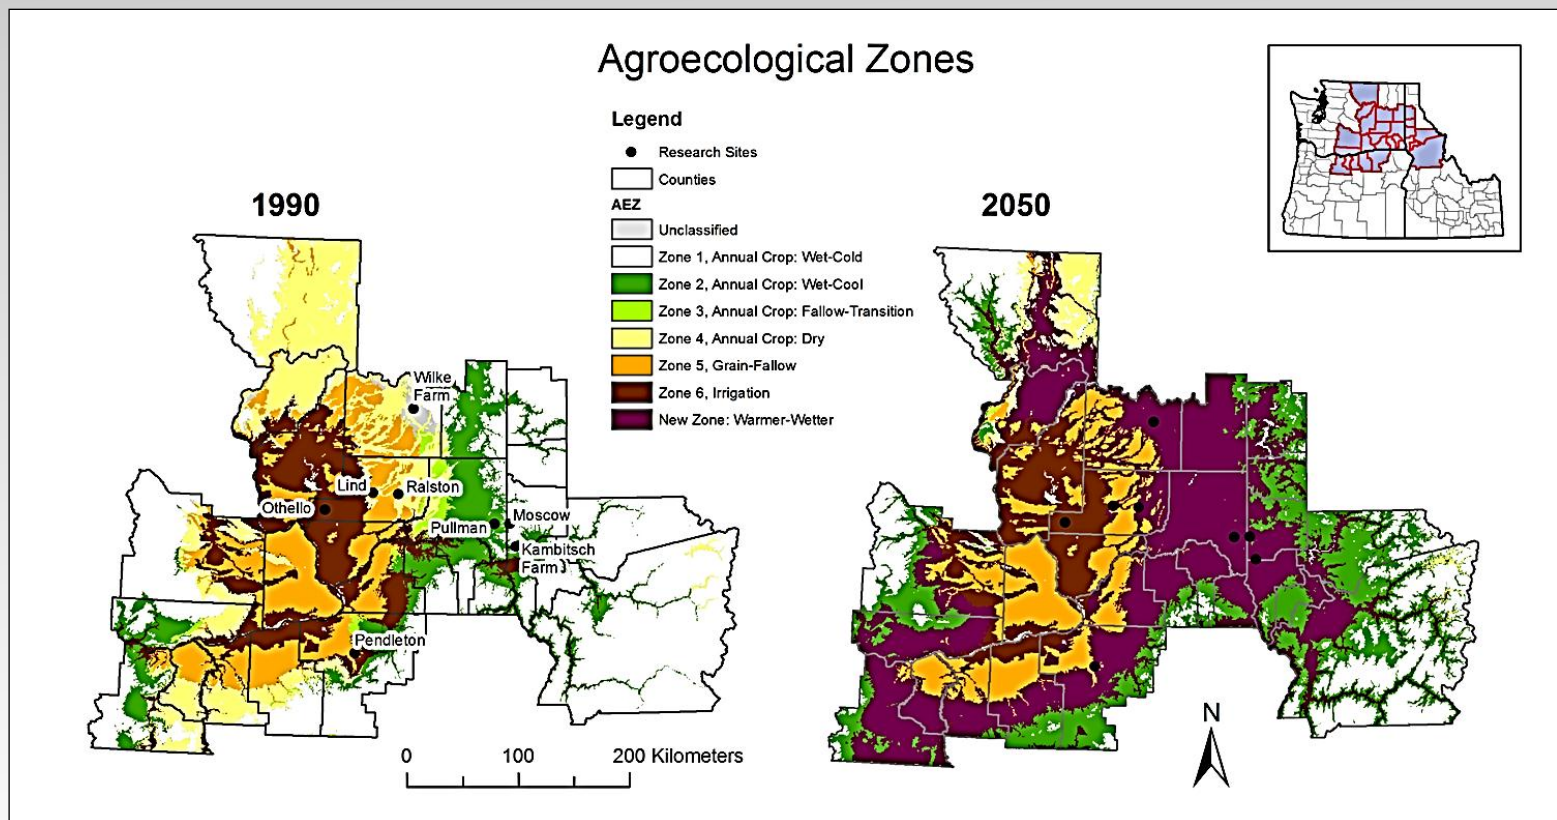 Agroecological Zones
Legend
Research Sites
Counties
AEZ
Unclassified
Zone 1, Annual Crop: Wet-Cold
Zone 2, Annual Crop: Wet-Cool
Zone 3, Annual Crop: Fallow-Transition
Zone 4, Annual Crop: Dry
Zone 5, Grain-Fallow
Zone 6, Irrigation
New Zone: Warmer-Wetter
1990
Wilke
Farm
Lind
Ralston
Othello
Pullman
Moscow
Kambitsch
Farm
Pendleton
0 100 200 Kilometers
2050
N